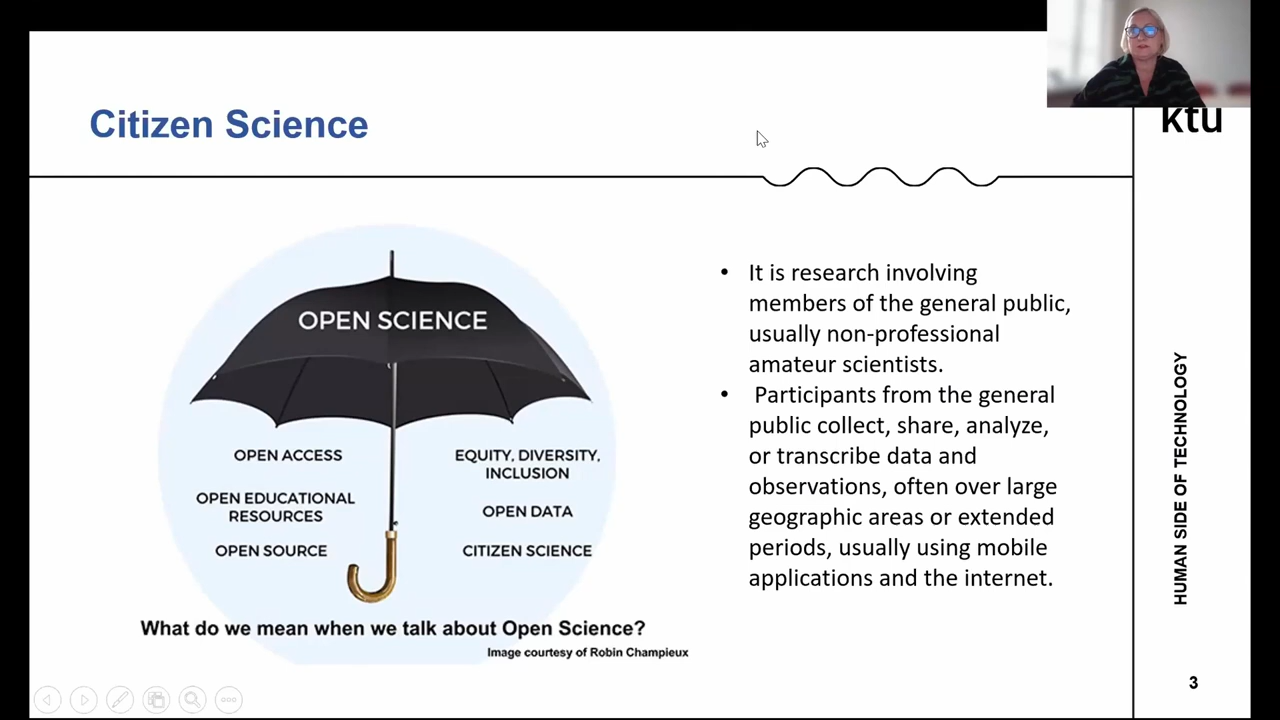 Citizen Science
ktu
OPEN SCIENCE
OPEN ACCESS
OPEN EDUCATIONAL
RESOURCES
OPEN SOURCE
EQUITY, DIVERSITY,
INCLUSION
OPEN DATA
CITIZEN SCIENCE
What do we mean when we talk about Open Science?
Image courtesy of Robin Champieux
• It is research involving
members of the general public,
usually non-professional
amateur scientists.
• Participants from the general
public collect, share, analyze,
or transcribe data and
observations, often over large
geographic areas or extended
periods, usually using mobile
applications and the internet.
HUMAN SIDE OF TECHNOLOGY
3